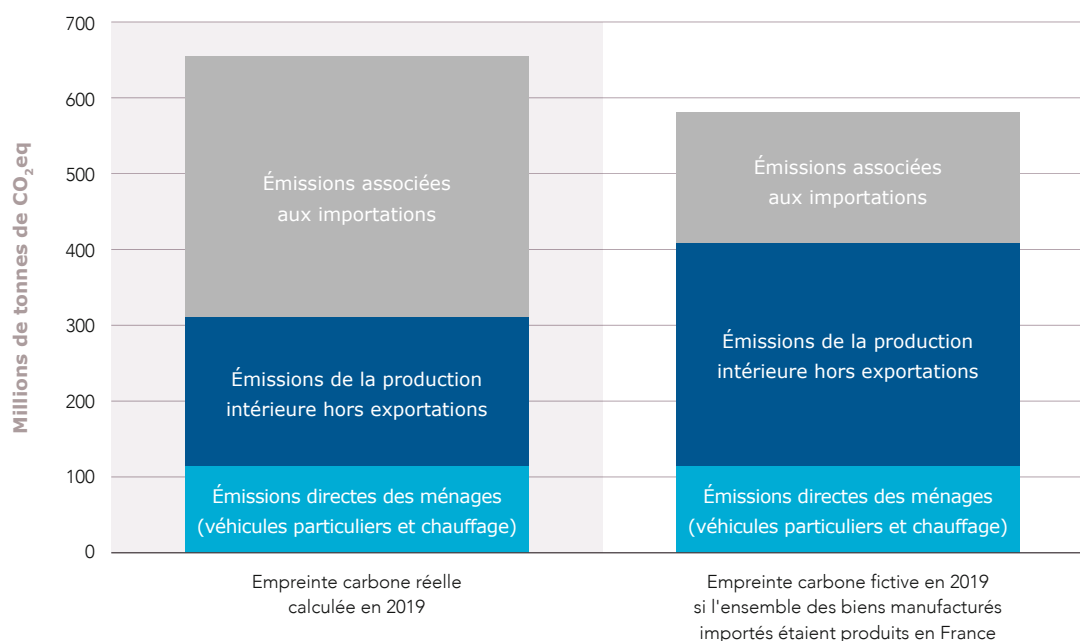 Millions de tonnes de CO₂eq
700
600
500
400
300
200
100
0
Émissions associées
aux importations
Émissions de la production
intérieure hors exportations
Émissions directes des ménages
(véhicules particuliers et chauffage)
Empreinte carbone réelle
calculée en 2019
Émissions associées
aux importations
Émissions de la production
intérieure hors exportations
Émissions directes des ménages
(véhicules particuliers et chauffage)
Empreinte carbone fictive en 2019
si l'ensemble des biens manufacturés
importés étaient produits en France